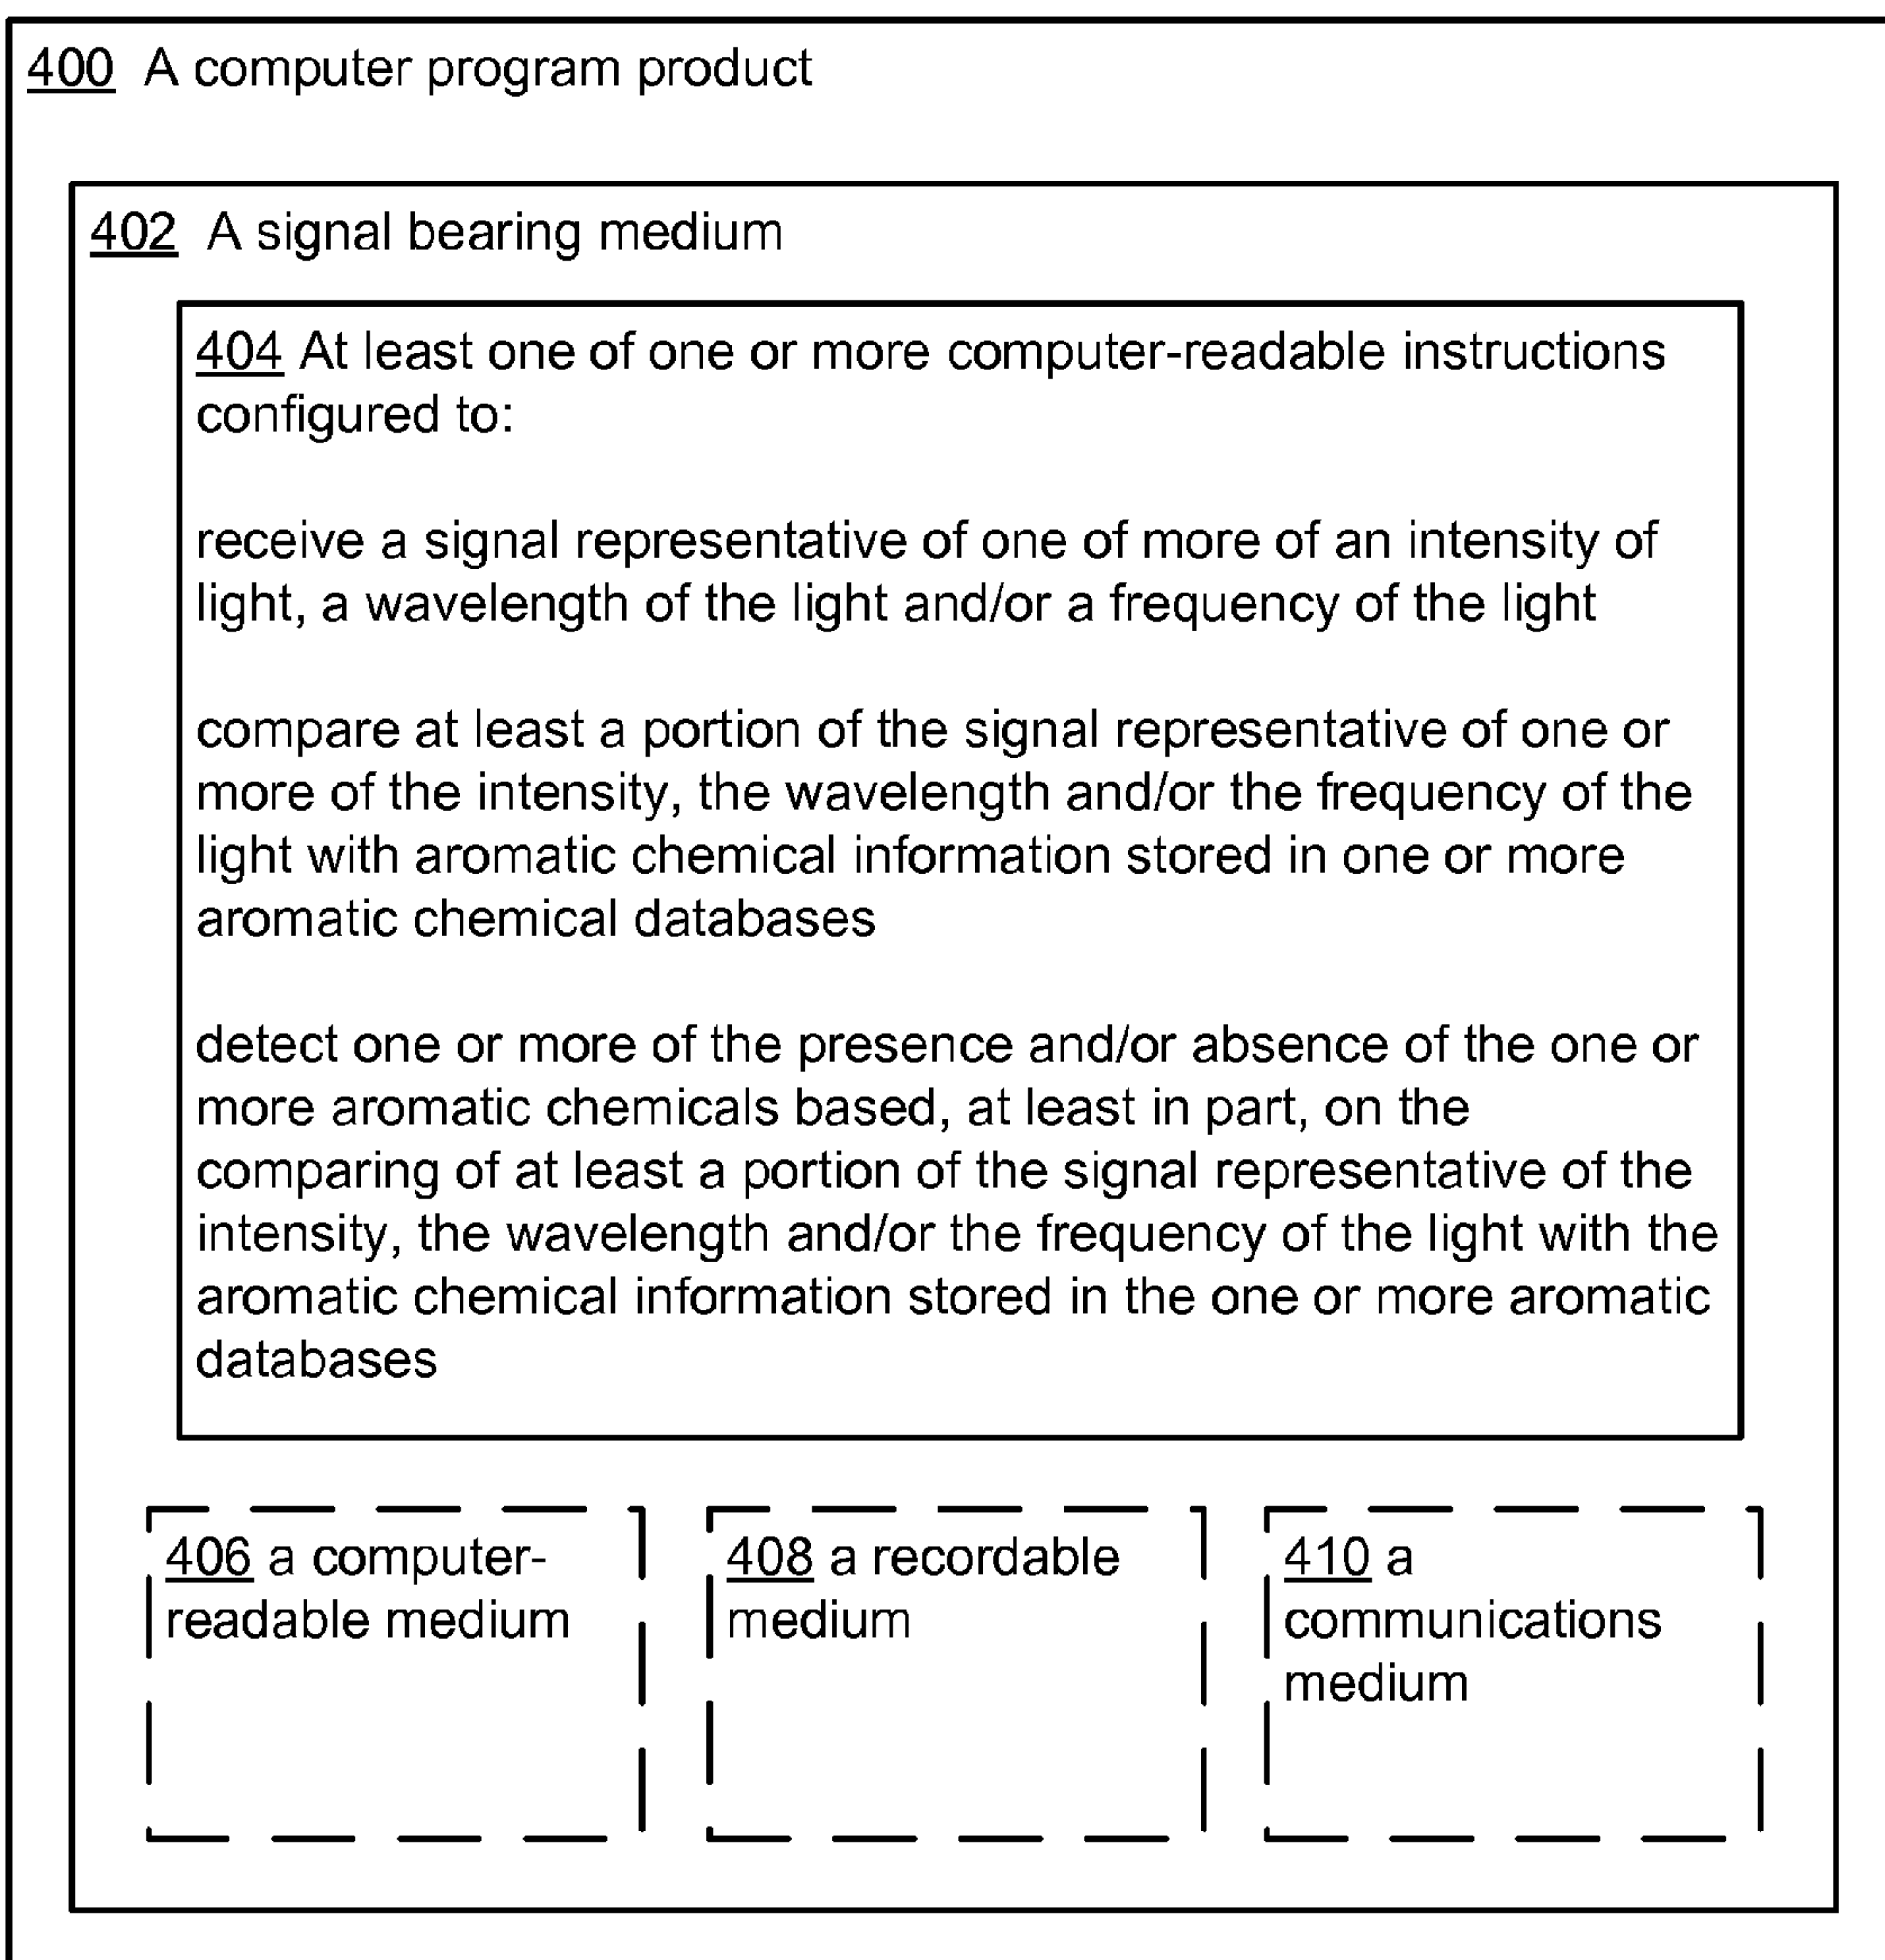 400 A computer program product
402 A signal bearing medium
404 At least one of one or more computer-readable instructions
configured to:
receive a signal representative of one of more of an intensity of
light, a wavelength of the light and/or a frequency of the light
compare at least a portion of the signal representative of one or
more of the intensity, the wavelength and/or the frequency of the
light with aromatic chemical information stored in one or more
aromatic chemical databases
detect one or more of the presence and/or absence of the one or
more aromatic chemicals based, at least in part, on the
comparing of at least a portion of the signal representative of the
intensity, the wavelength and/or the frequency of the light with the
aromatic chemical information stored in the one or more aromatic
databases
406 a computer-
readable medium
408 a recordable
medium
410 a
communications
medium